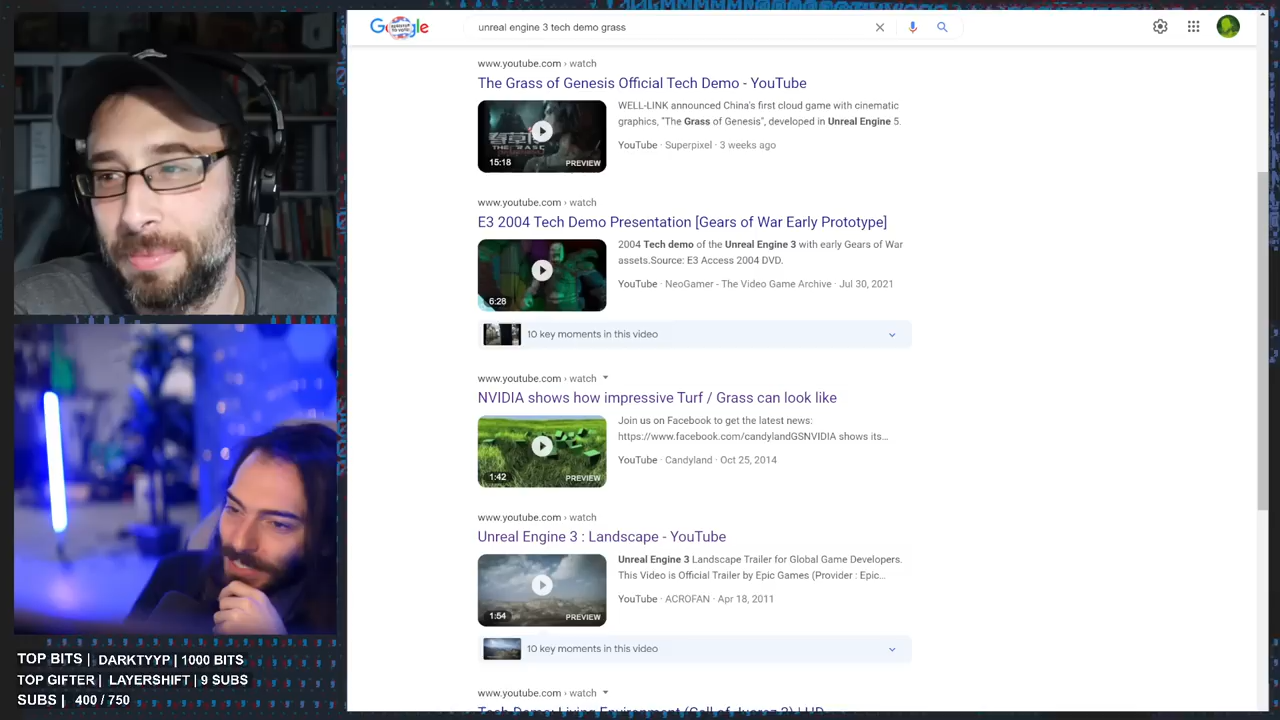 Google
unreal engine 3 tech demo grass
www.youtube.com › watch
The Grass of Genesis Official Tech Demo - YouTube
WELL-LINK announced China's first cloud game with cinematic
graphics, "The Grass of Genesis", developed in Unreal Engine 5.
15:18
PREVIEW
YouTube · Superpixel · 3 weeks ago
www.youtube.com › watch
E3 2004 Tech Demo Presentation [Gears of War Early Prototype]
2004 Tech demo of the Unreal Engine 3 with early Gears of War
assets.Source: E3 Access 2004 DVD.
6:28
YouTube · NeoGamer - The Video Game Archive · Jul 30, 2021
10 key moments in this video
www.youtube.com › watch
NVIDIA shows how impressive Turf / Grass can look like
Join us on Facebook to get the latest news:
https://www.facebook.com/candylandGSNVIDIA shows its...
1:42
PREVIEW
YouTube · Candyland · Oct 25, 2014
www.youtube.com › watch
Unreal Engine 3 : Landscape - YouTube
Unreal Engine 3 Landscape Trailer for Global Game Developers.
This Video is Official Trailer by Epic Games (Provider : Epic...
1:54
PREVIEW
YouTube · ACROFAN · Apr 18, 2011
10 key moments in this video
www.youtube.com › watch
Tech Demo: Living Environment (Call of Juarez 2) | HD
TOP BITS | DARKTYYP | 1000 BITS
TOP GIFTER | LAYERSHIFT | 9 SUBS
SUBS | 400 / 750